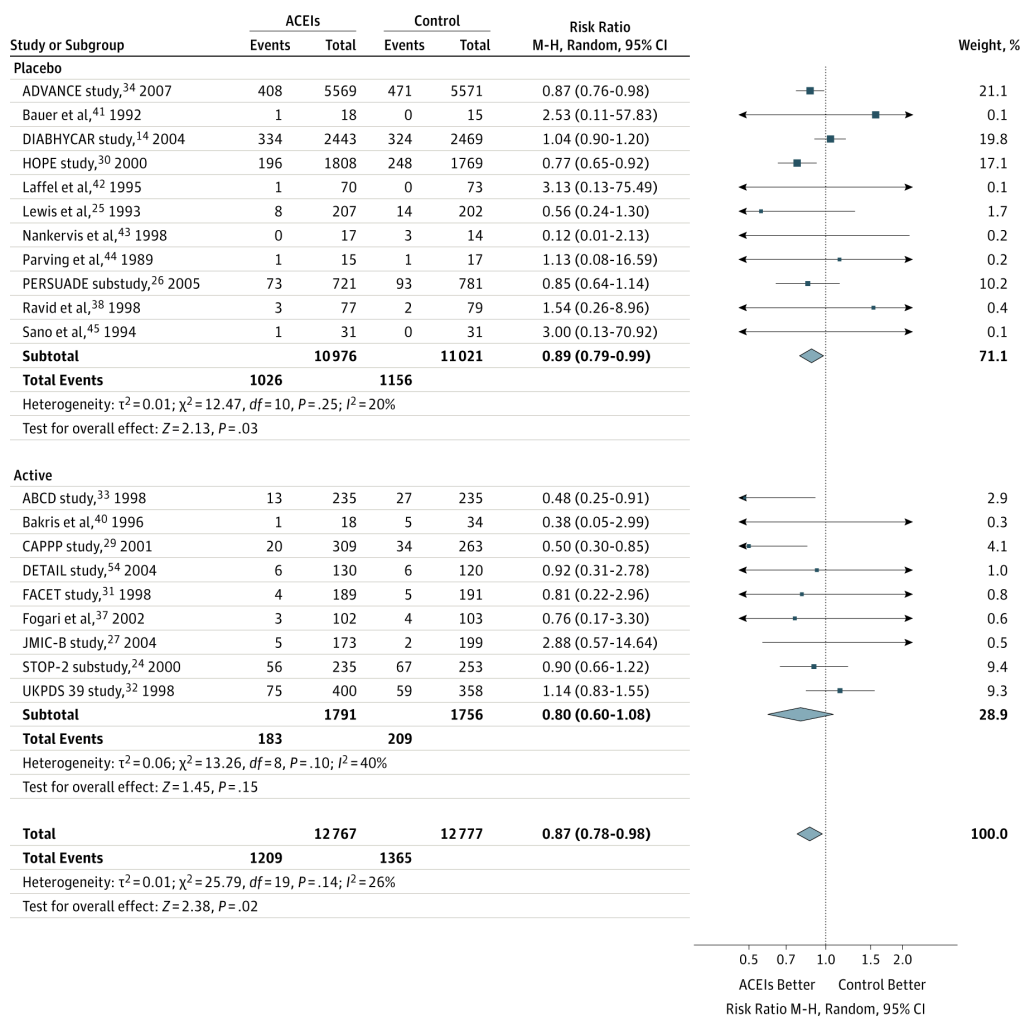 ACEIs Control Risk Ratio
Study or Subgroup Events Total Events Total M-H, Random, 95% CI Weight, %
Placebo
ADVANCE study,34 2007 408 5569 471 5571 0.87 (0.76-0.98) 21.1
Bauer et al,41 1992 1 18 0 15 2.53 (0.11-57.83) 0.1
DIABHYCAR study,14 2004 334 2443 324 2469 1.04 (0.90-1.20) 19.8
HOPE study,30 2000 196 1808 248 1769 0.77 (0.65-0.92) 17.1
Laffel et al,42 1995 1 70 0 73 3.13 (0.13-75.49) 0.1
Lewis et al,25 1993 8 207 14 202 0.56 (0.24-1.30) 1.7
Nankervis et al,43 1998 0 17 3 14 0.12 (0.01-2.13) 0.2
Parving et al,44 1989 1 15 1 17 1.13 (0.08-16.59) 0.2
PERSUADE substudy,26 2005 73 721 93 781 0.85 (0.64-1.14) 10.2
Ravid et al,38 1998 3 77 2 79 1.54 (0.26-8.96) 0.4
Sano et al,45 1994 1 31 0 31 3.00 (0.13-70.92) 0.1
Subtotal 10976 11021 0.89 (0.79-0.99) 71.1
Total Events 1026 1156
Heterogeneity: τ2=0.01; χ2=12.47, df=10, P=.25; I2=20%
Test for overall effect: Z=2.13, P=.03
Active
ABCD study,33 1998 13 235 27 235 0.48 (0.25-0.91) 2.9
Bakris et al,40 1996 1 18 5 34 0.38 (0.05-2.99) 0.3
CAPPP study,29 2001 20 309 34 263 0.50 (0.30-0.85) 4.1
DETAIL study,54 2004 6 130 6 120 0.92 (0.31-2.78) 1.0
FACET study,31 1998 4 189 5 191 0.81 (0.22-2.96) 0.8
Fogari et al,37 2002 3 102 4 103 0.76 (0.17-3.30) 0.6
JMIC-B study,27 2004 5 173 2 199 2.88 (0.57-14.64) 0.5
STOP-2 substudy,24 2000 56 235 67 253 0.90 (0.66-1.22) 9.4
UKPDS 39 study,32 1998 75 400 59 358 1.14 (0.83-1.55) 9.3
Subtotal 1791 1756 0.80 (0.60-1.08) 28.9
Total Events 183 209
Heterogeneity: τ2=0.06; χ2=13.26, df=8, P=.10; I2=40%
Test for overall effect: Z=1.45, P=.15
Total 12767 12777 0.87 (0.78-0.98) 100.0
Total Events 1209 1365
Heterogeneity: τ2=0.01; χ2=25.79, df=19, P=.14; I2=26%
Test for overall effect: Z=2.38, P=.02
0.5 0.7 1.0 1.5 2.0
ACEIs Better Control Better
Risk Ratio M-H, Random, 95% CI